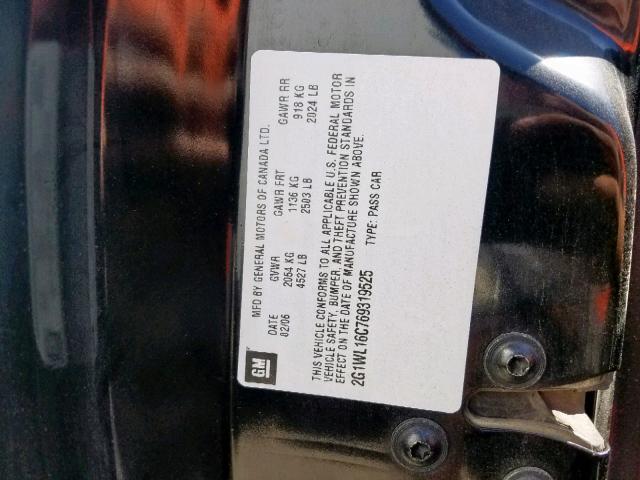 GM
MFD BY GENERAL MOTORS OF CANADA LTD.
DATE GVWR GAWR FRT GAWR RR
02/06 2054 KG 1136 KG 918 KG
4527 LB 2503 LB 2024 LB
THIS VEHICLE CONFORMS TO ALL APPLICABLE U.S. FEDERAL MOTOR
VEHICLE SAFETY, BUMPER, AND THEFT PREVENTION STANDARDS IN
EFFECT ON THE DATE OF MANUFACTURE SHOWN ABOVE.
2G1WL16C769319525 TYPE: PASS CAR